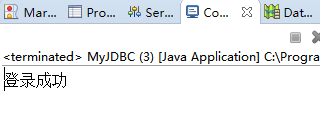 Mar... Pro... Ser... Co... Dat...
<terminated> MyJDBC (3) [Java Application] C:\Progra
登录成功